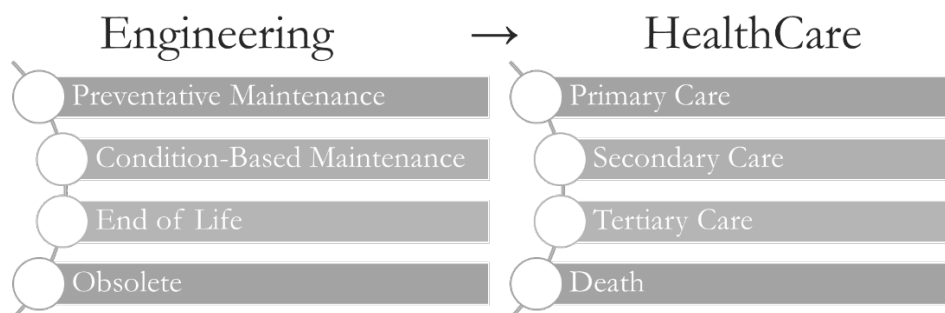 Engineering → HealthCare
Preventative Maintenance
Condition-Based Maintenance
End of Life
Obsolete
Primary Care
Secondary Care
Tertiary Care
Death